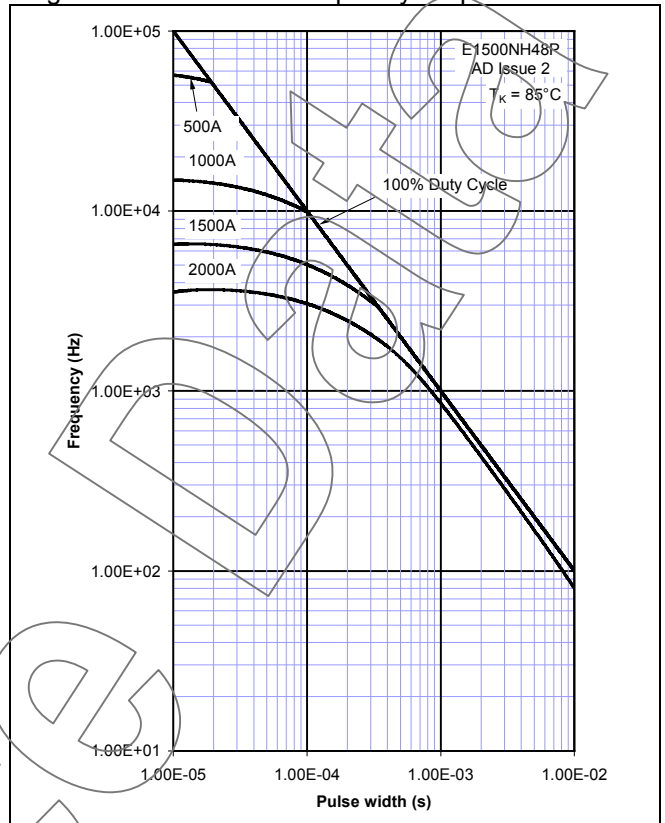 1.00E+05
E1500NH48P
AD Issue 2
TK = 85°C
500A
1000A
100% Duty Cycle
1.00E+04
1500A
2000A
Frequency (Hz)
1.00E+03
1.00E+02
1.00E+01
1.00E-05 1.00E-04 1.00E-03 1.00E-02
Pulse width (s)